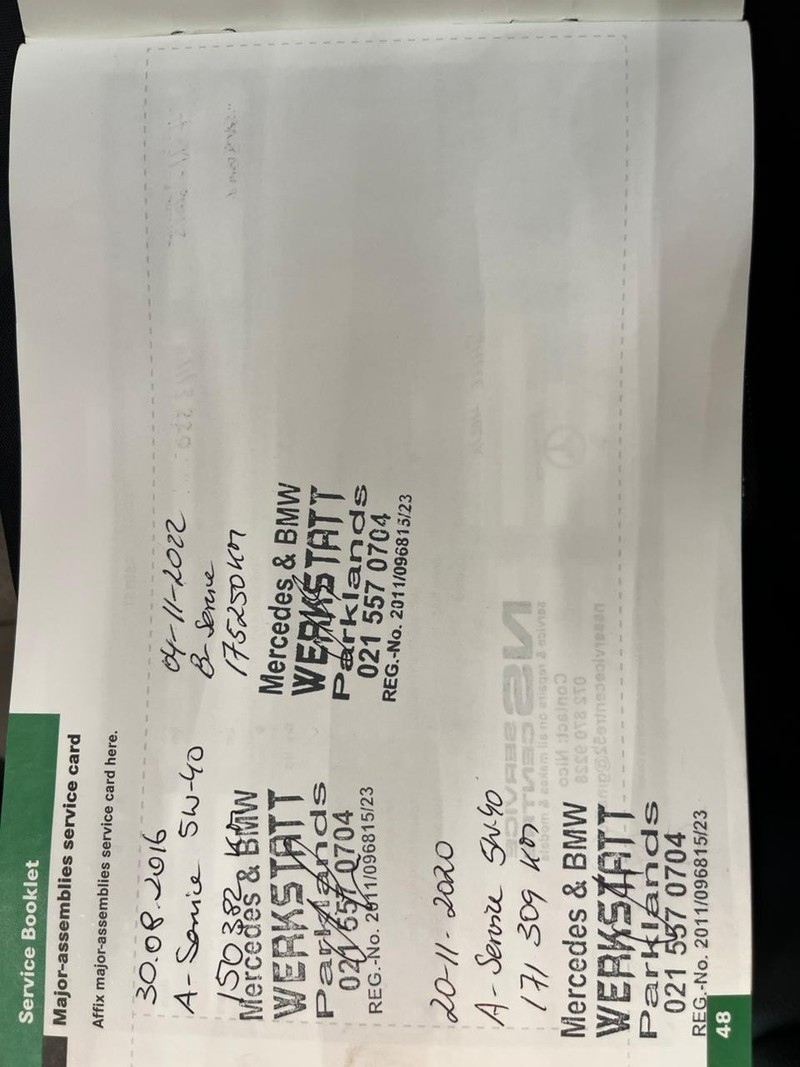 Service Booklet
Major-assemblies service card
Affix major-assemblies service card here.
30.08.2016
A- Service 5W-40
150382 Km
Mercedes & BMW
WERKSTATT
Parklands
021 557 0704
REG.-No. 2011/096815/23
04-11-2022
B- Service
175250 Km
Mercedes & BMW
WERKSTATT
Parklands
021 557 0704
REG.-No. 2011/096815/23
20-11-2020
A- Service 5W-40
171 309 Km
Mercedes & BMW
WERKSTATT
Parklands
021 557 0704
REG.-No. 2011/096815/23
48